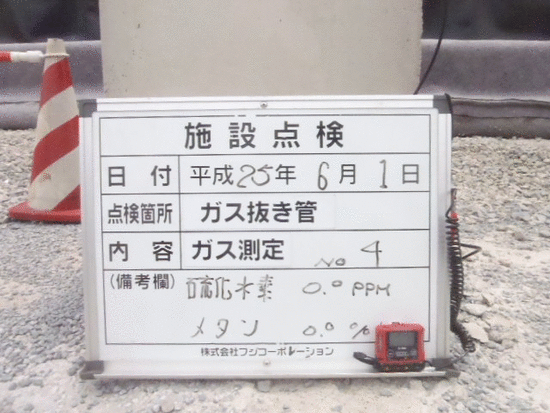 施設点検
日付 平成25年 6月 1日
点検箇所 ガス抜き管
内容 ガス測定 No 4
(備考欄) 硫化水素 0.0 PPM
メタン 0.0 %
株式会社フジコーポレーション